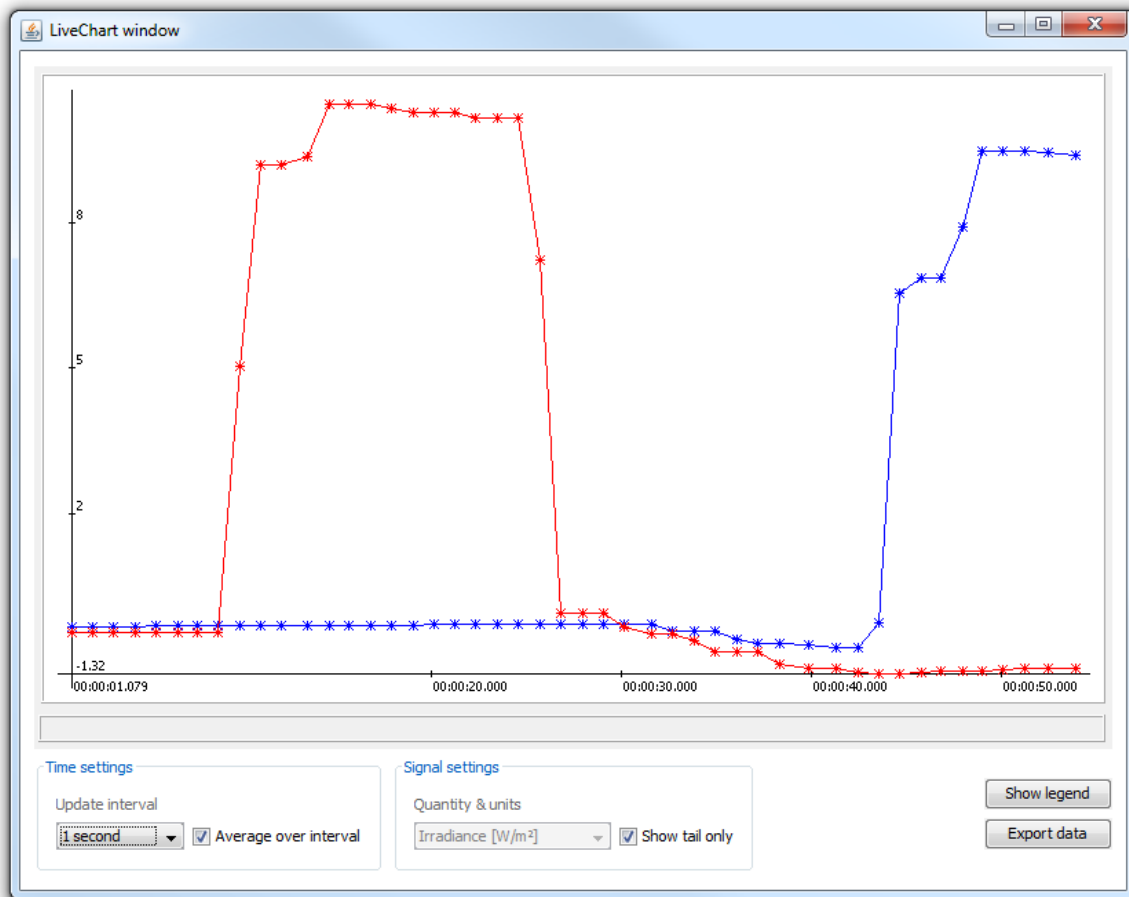 LiveChart window
8
5
2
-1.32
00:00:01.079 00:00:20.000 00:00:30.000 00:00:40.000 00:00:50.000
Time settings
Update interval
1 second Average over interval
Signal settings
Quantity & units
Irradiance [W/m²] Show tail only
Show legend
Export data